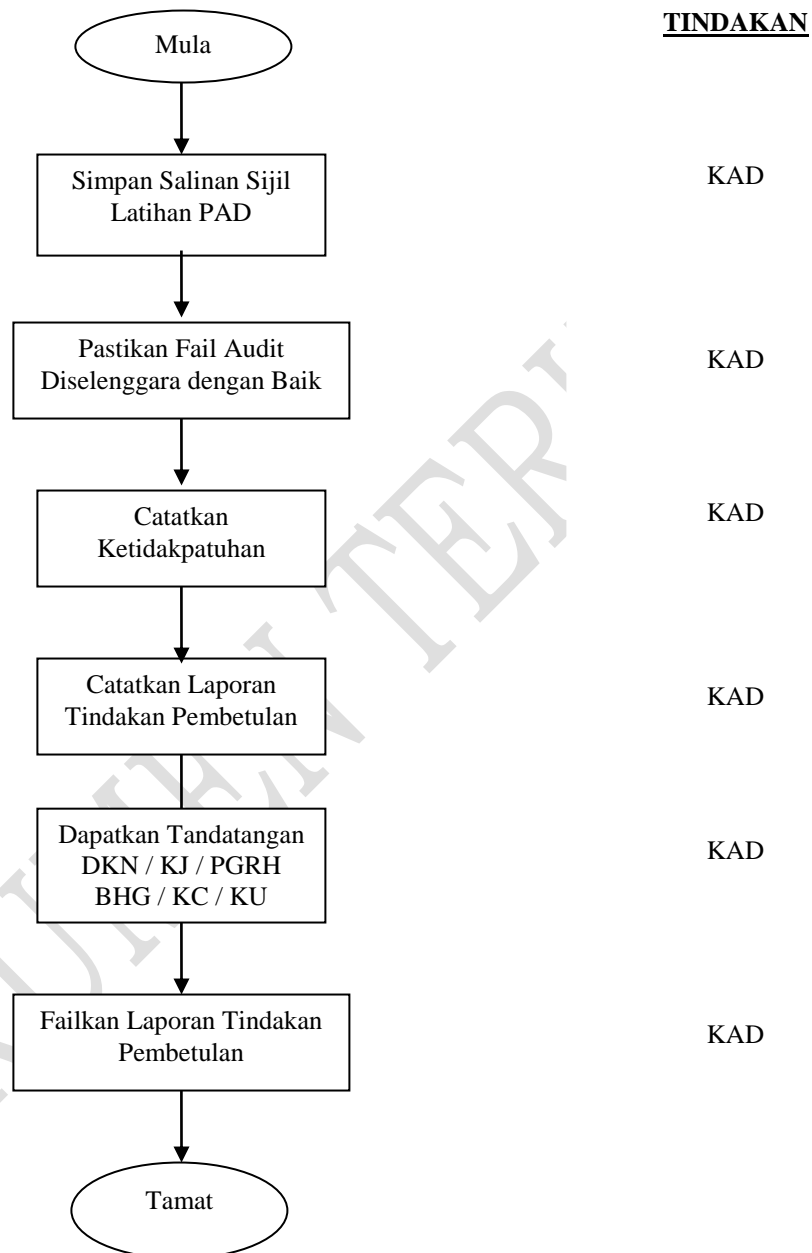 Mula
TINDAKAN
Simpan Salinan Sijil
Latihan PAD
KAD
Pastikan Fail Audit
Diselenggara dengan Baik
KAD
Catatkan
Ketidakpatuhan
KAD
Catatkan Laporan
Tindakan Pembetulan
KAD
Dapatkan Tandatangan
DKN / KJ / PGRH
BHG / KC / KU
KAD
Failkan Laporan Tindakan
Pembetulan
KAD
Tamat